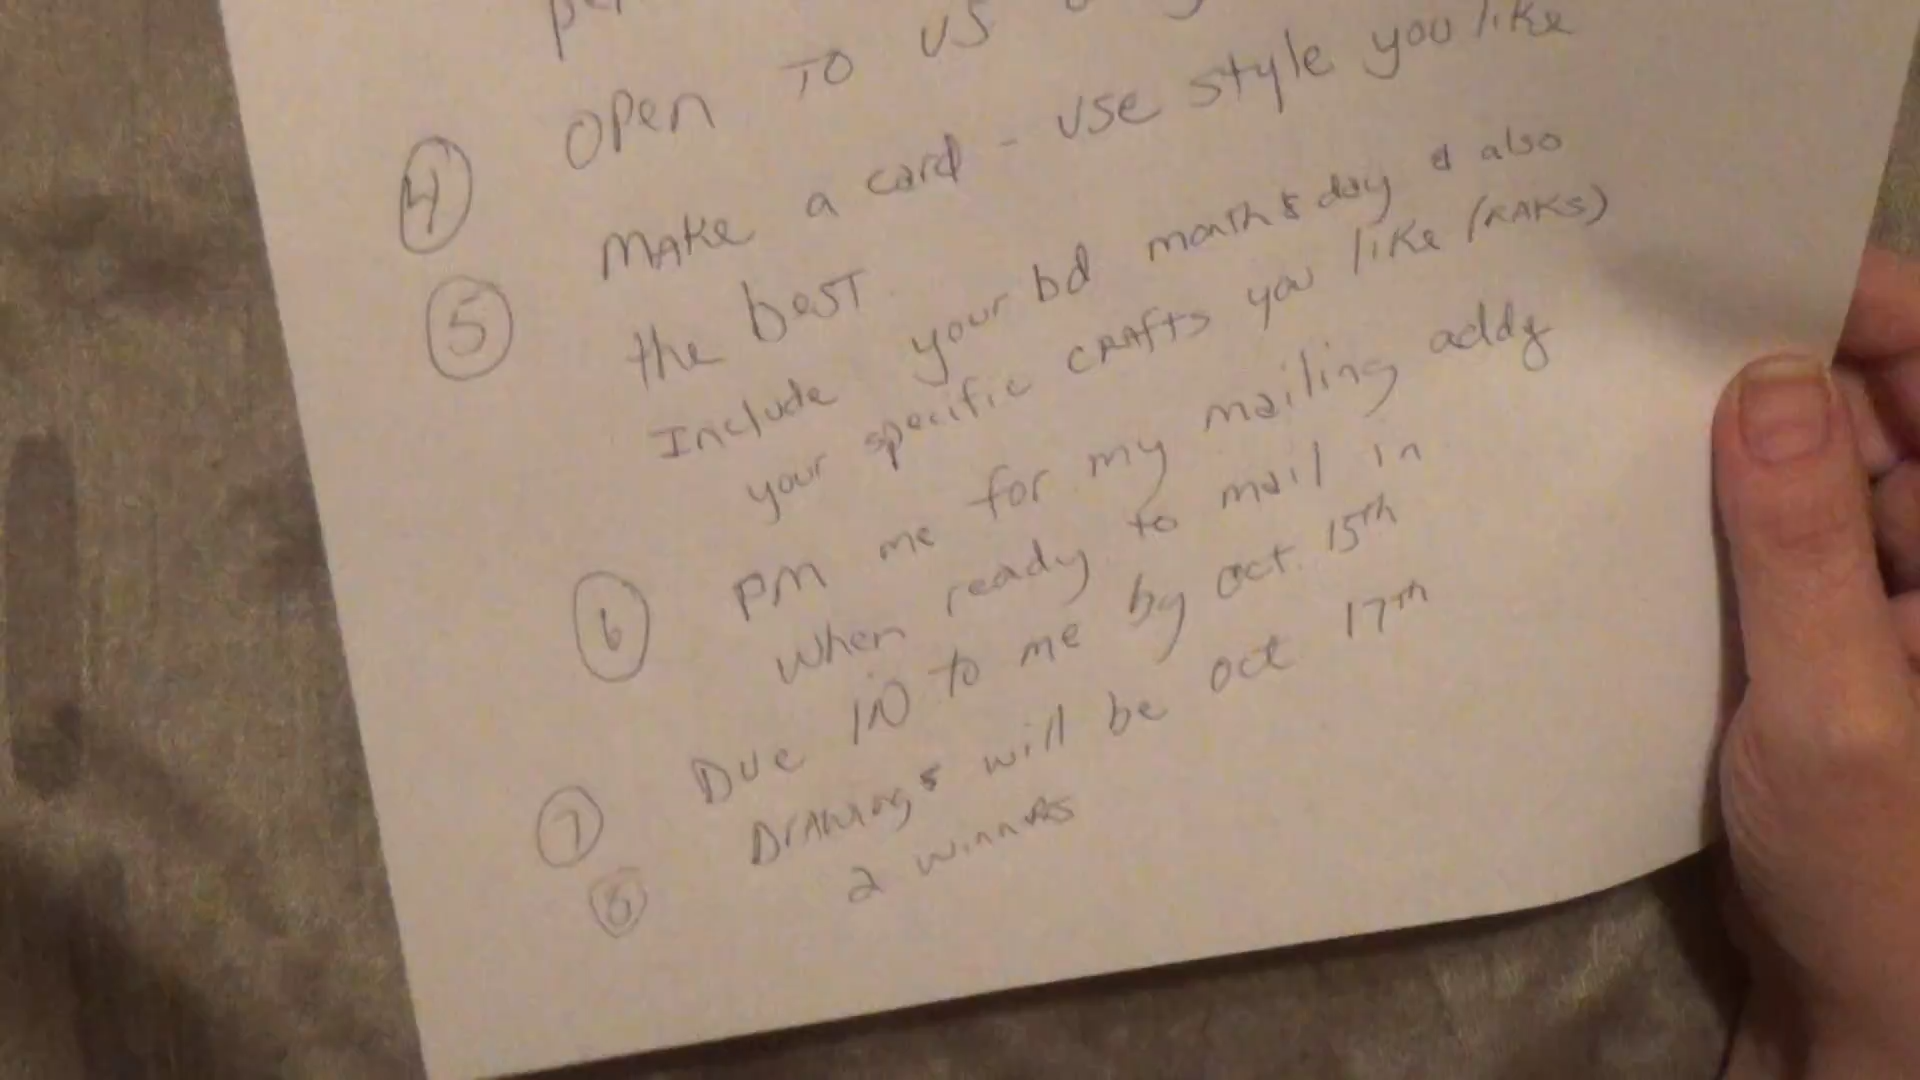 OPen TO US
④ MAKe a card - use style you like
⑤ the best
Include your bd month & day & also
your specific CRAfts you like (RAKS)
⑥ PM me for my mailing addy
when ready to mail in
⑦ Due IN to me by oct. 15th
⑧ DrAwings will be oct 17th
2 winners